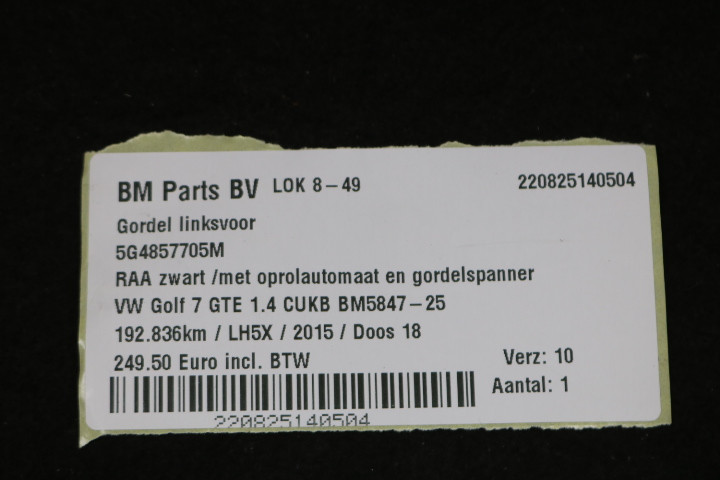 BM Parts BV LOK 8-49 220825140504
Gordel linksvoor
5G4857705M
RAA zwart /met oprolautomaat en gordelspanner
VW Golf 7 GTE 1.4 CUKB BM5847-25
192.836km / LH5X / 2015 / Doos 18
249.50 Euro incl. BTW Verz: 10
Aantal: 1
220825140504